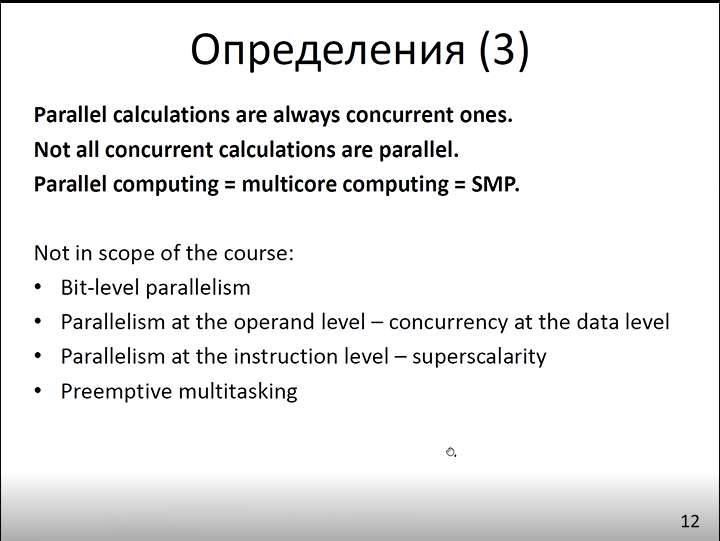 Определения (3)
Parallel calculations are always concurrent ones.
Not all concurrent calculations are parallel.
Parallel computing = multicore computing = SMP.
Not in scope of the course:
• Bit-level parallelism
• Parallelism at the operand level – concurrency at the data level
• Parallelism at the instruction level – superscalarity
• Preemptive multitasking
12